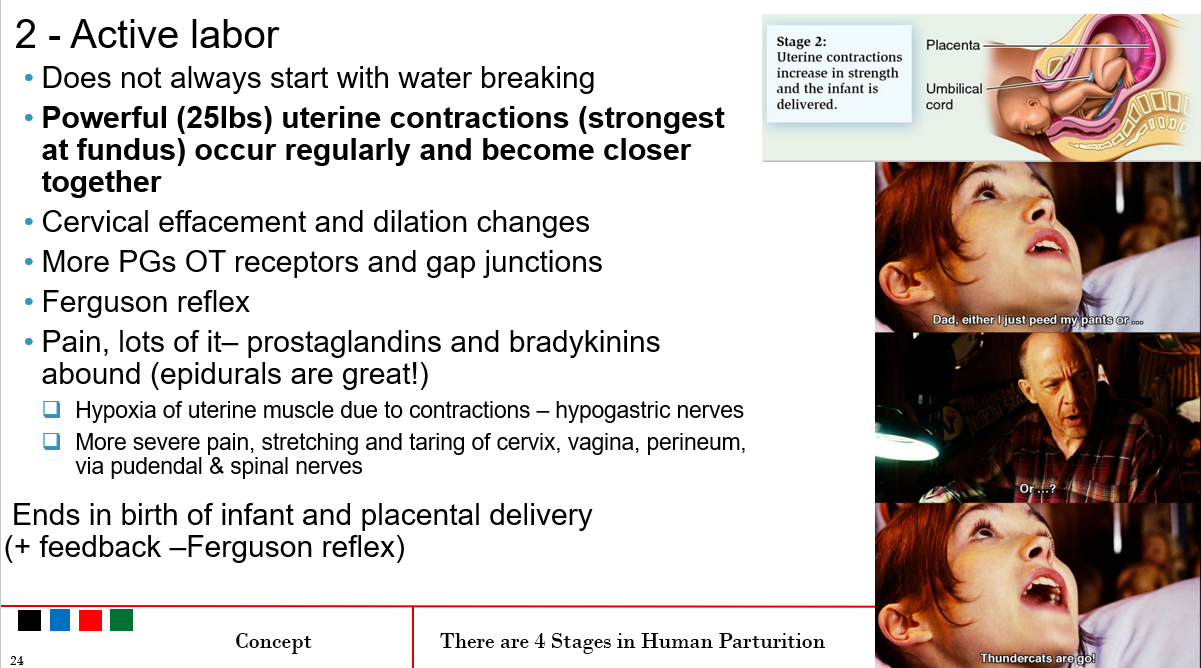 2 - Active labor
• Does not always start with water breaking
• Powerful (25lbs) uterine contractions (strongest
at fundus) occur regularly and become closer
together
• Cervical effacement and dilation changes
• More PGs OT receptors and gap junctions
• Ferguson reflex
• Pain, lots of it– prostaglandins and bradykinins
abound (epidurals are great!)
❑ Hypoxia of uterine muscle due to contractions – hypogastric nerves
❑ More severe pain, stretching and taring of cervix, vagina, perineum,
via pudendal & spinal nerves
Ends in birth of infant and placental delivery
(+ feedback –Ferguson reflex)
Stage 2:
Uterine contractions
increase in strength
and the infant is
delivered.
Placenta
Umbilical
cord
Dad, either I just peed my pants or ...
Or ...?
Thundercats are go!
Concept
There are 4 Stages in Human Parturition
24